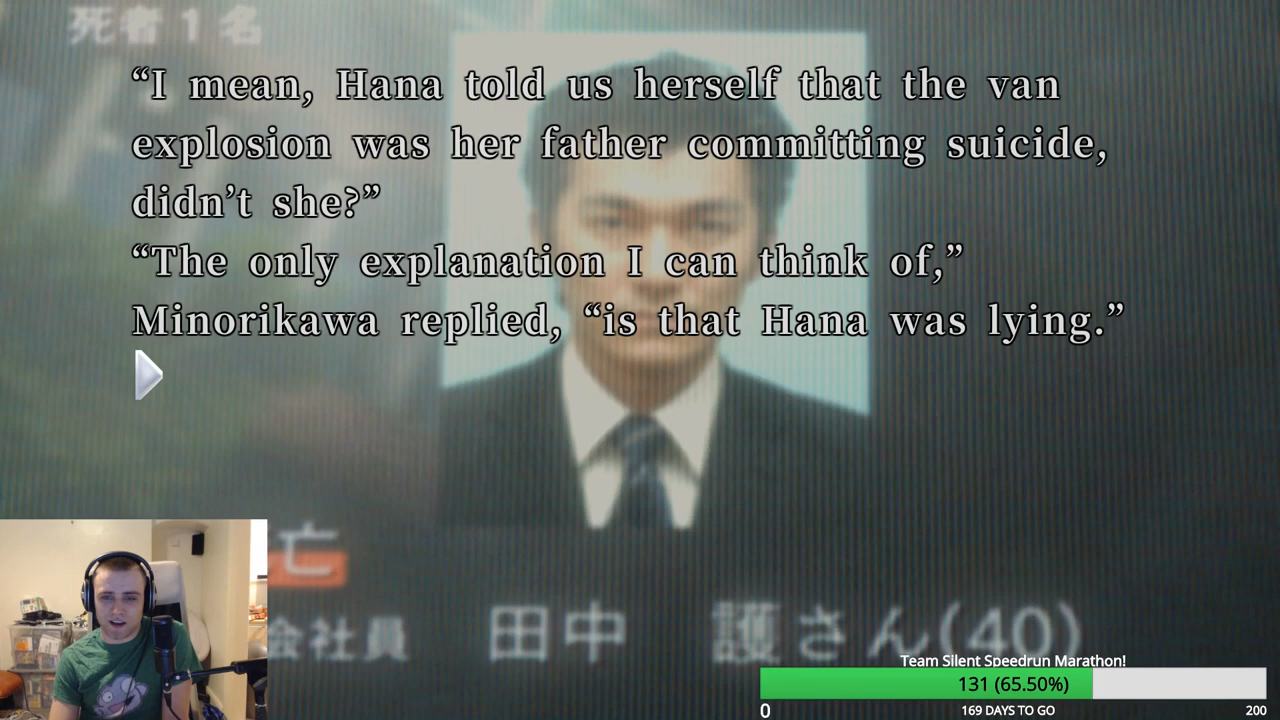 死者1名
“I mean, Hana told us herself that the van
explosion was her father committing suicide,
didn’t she?”
“The only explanation I can think of,”
Minorikawa replied, “is that Hana was lying.”
亡
会社員 田中 護さん(40)
Team Silent Speedrun Marathon!
131 (65.50%)
0 169 DAYS TO GO 200